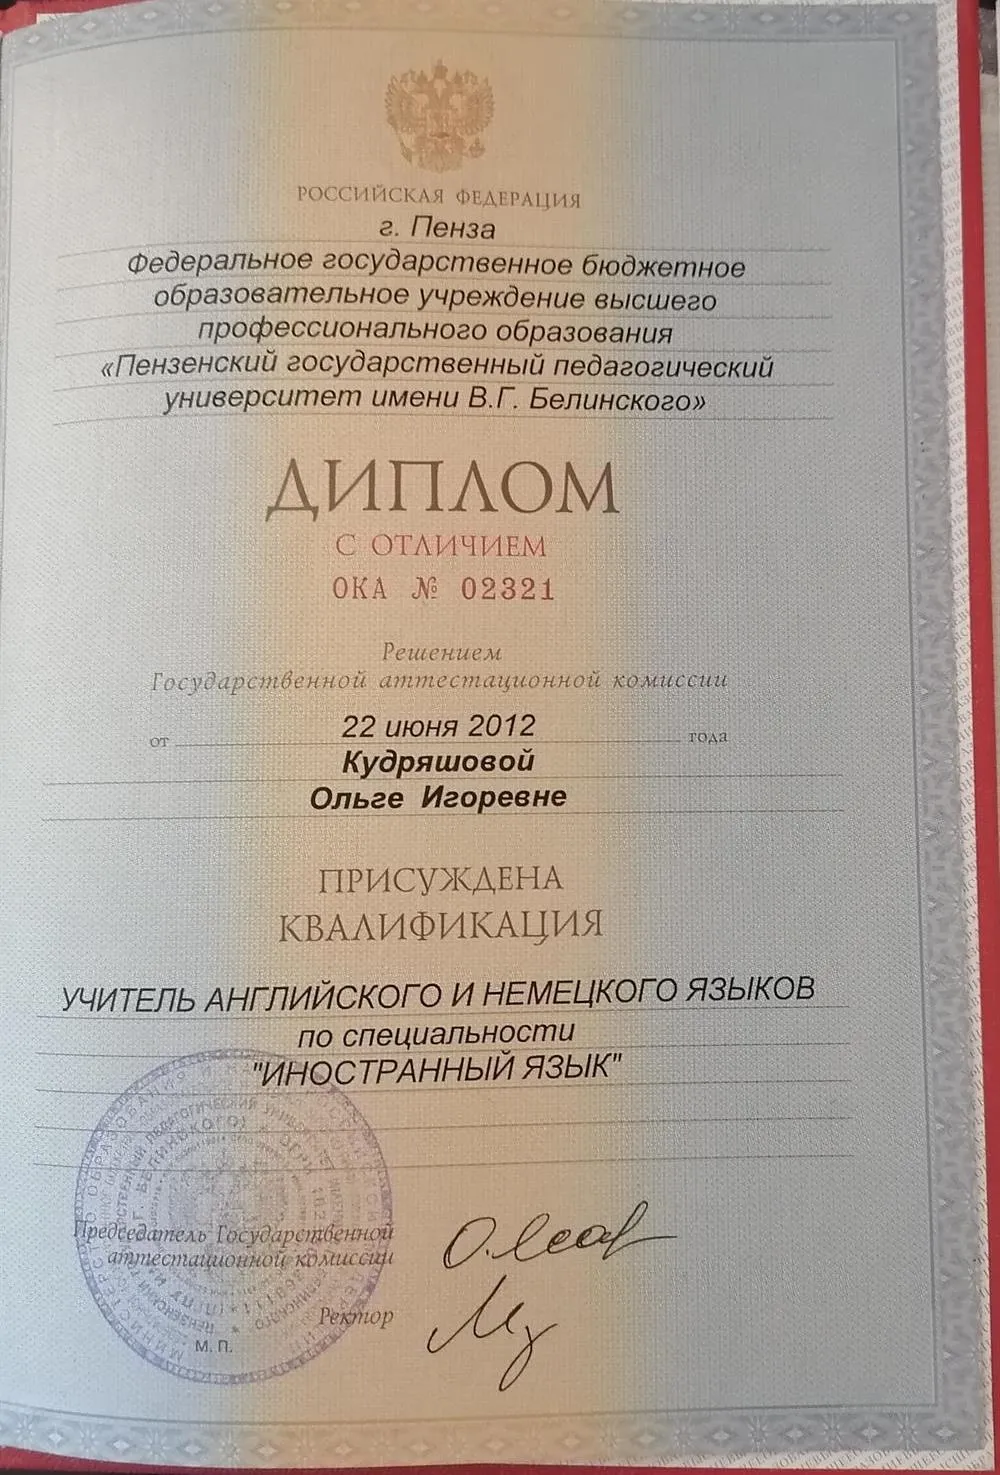 РОССИЙСКАЯ ФЕДЕРАЦИЯ
г. Пенза
Федеральное государственное бюджетное
образовательное учреждение высшего
профессионального образования
«Пензенский государственный педагогический
университет имени В.Г. Белинского»
ДИПЛОМ
С ОТЛИЧИЕМ
ОКА № 02321
Решением
Государственной аттестационной комиссии
от 22 июня 2012 года
Кудряшовой
Ольге Игоревне
ПРИСУЖДЕНА
КВАЛИФИКАЦИЯ
УЧИТЕЛЬ АНГЛИЙСКОГО И НЕМЕЦКОГО ЯЗЫКОВ
по специальности
"ИНОСТРАННЫЙ ЯЗЫК"
Председатель Государственной
аттестационной комиссии
Ректор
М. П.